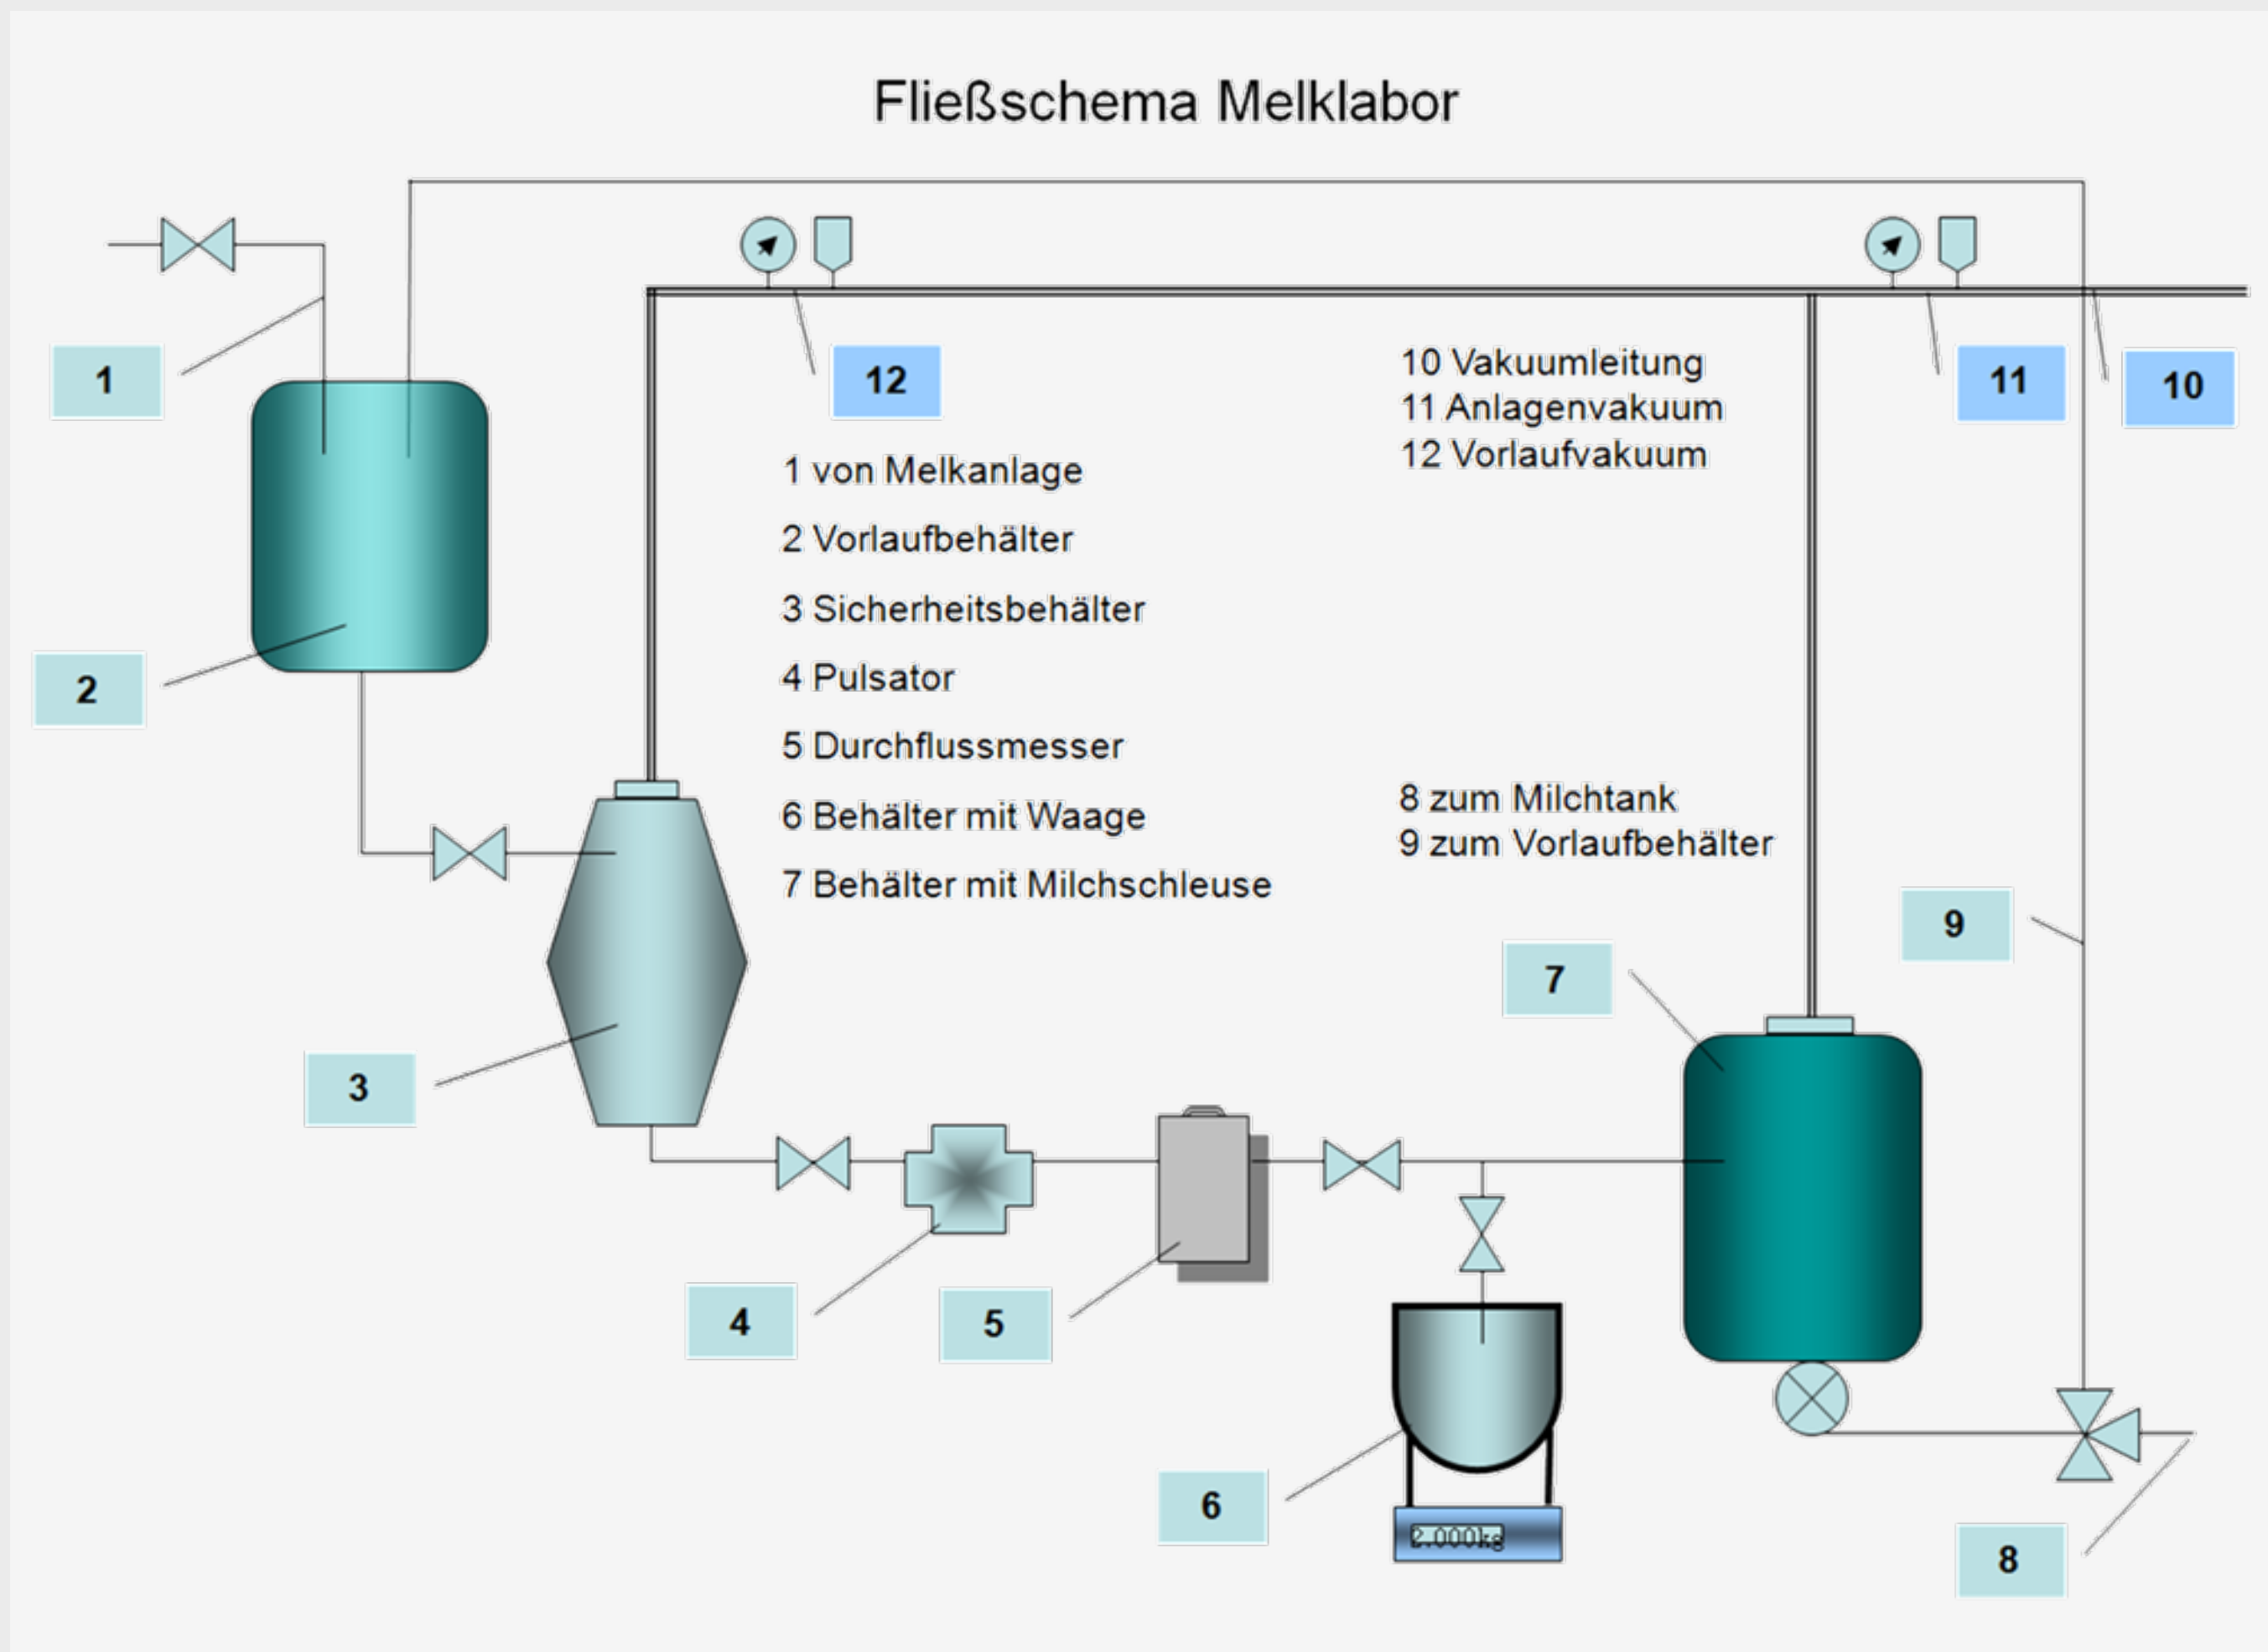 Fließschema Melklabor
1
12
11
10
10 Vakuumleitung
11 Anlagenvakuum
12 Vorlaufvakuum
1 von Melkanlage
2 Vorlaufbehälter
3 Sicherheitsbehälter
4 Pulsator
5 Durchflussmesser
6 Behälter mit Waage
7 Behälter mit Milchschleuse
2
8 zum Milchtank
9 zum Vorlaufbehälter
9
7
3
4
5
6
2.000kg
8